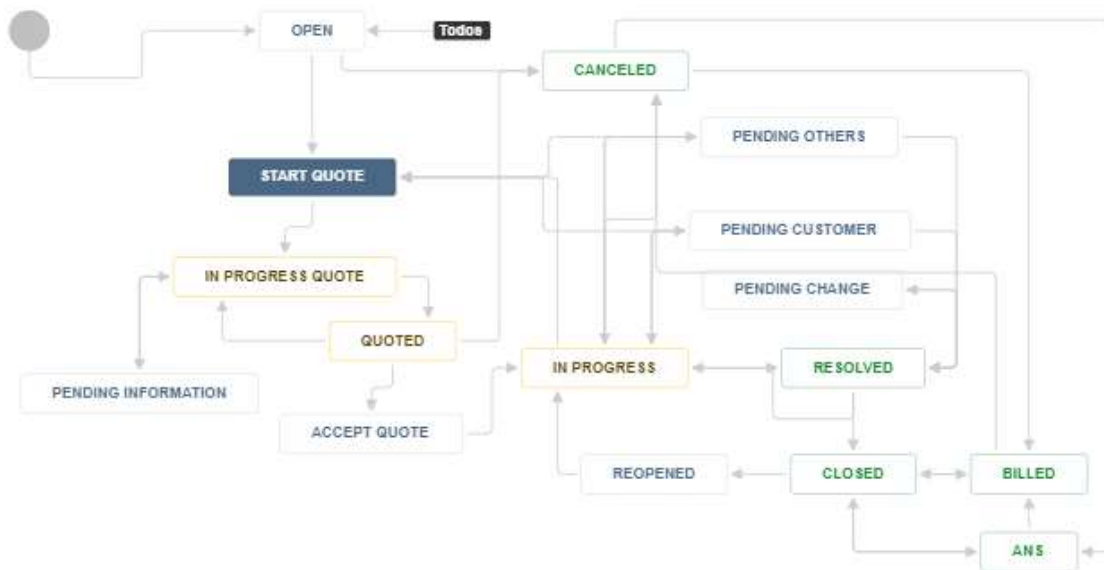 OPEN
Todos
CANCELED
PENDING OTHERS
START QUOTE
PENDING CUSTOMER
IN PROGRESS QUOTE
PENDING CHANGE
QUOTED
IN PROGRESS
RESOLVED
PENDING INFORMATION
ACCEPT QUOTE
REOPENED
CLOSED
BILLED
ANS